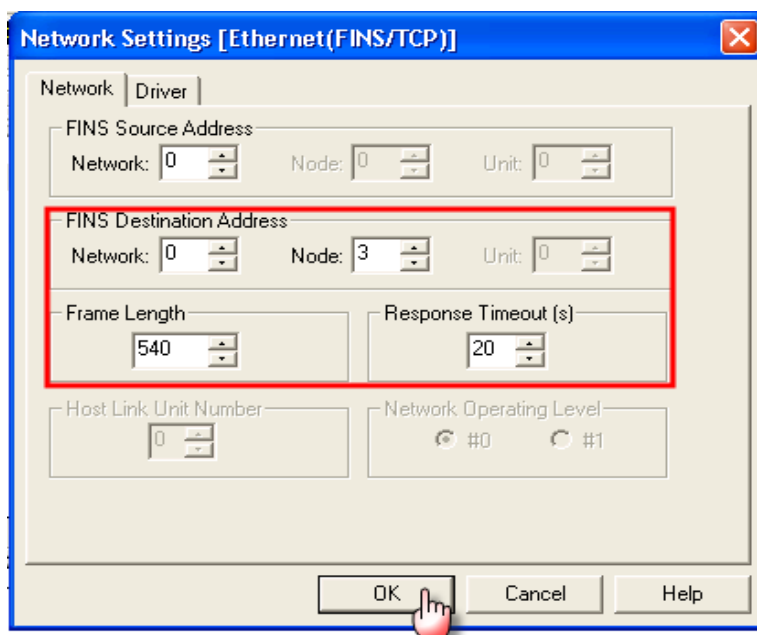 Network Settings [Ethernet(FINS/TCP)]
Network Driver
FINS Source Address
Network: 0 Node: 0 Unit: 0
FINS Destination Address
Network: 0 Node: 3 Unit: 0
Frame Length Response Timeout (s)
540 20
Host Link Unit Number Network Operating Level
0 #0 #1
OK Cancel Help